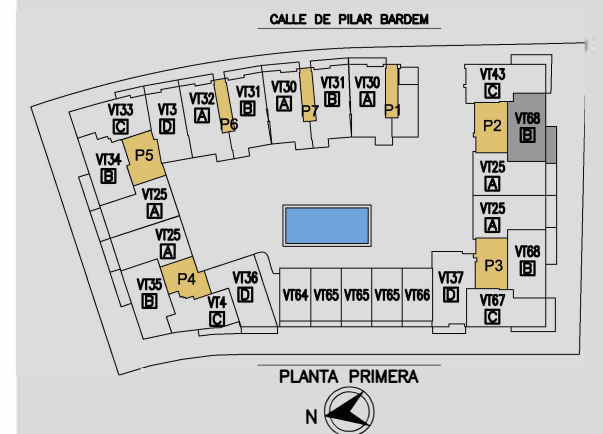 CALLE DE PILAR BARDEM
VT33 C
VT3 D
VT32 A
P6
VT31 B
VT30 A
P7
VT31 B
VT30 A
P1
VT43 C
P2
VT68 B
VT34 B
P5
VT25 A
VT25 A
VT25 A
VT25 A
P4
VT35 B
VT4 C
VT36 D
VT64
VT65
VT65
VT65
VT66
VT37 D
P3
VT68 B
VT67 C
PLANTA PRIMERA
N